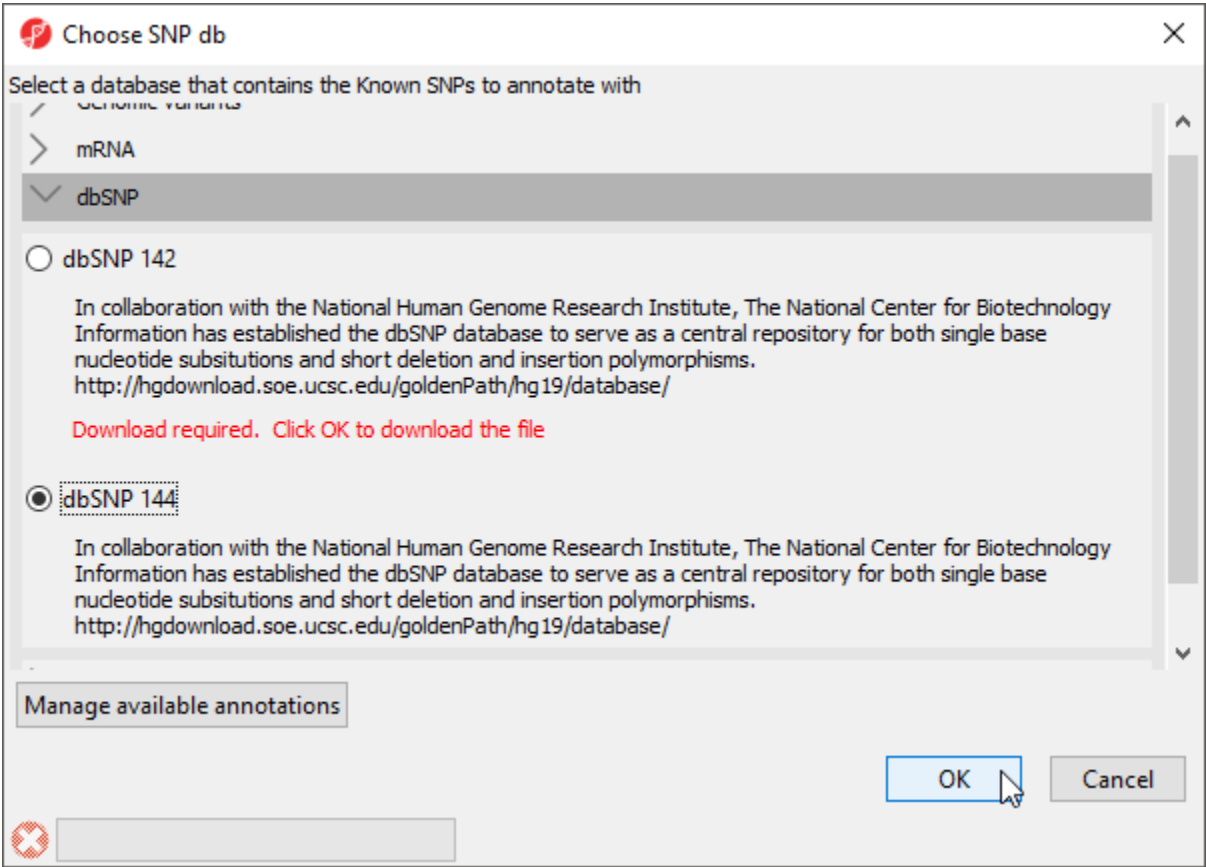 Choose SNP db
Select a database that contains the Known SNPs to annotate with
Genomic Variants
mRNA
dbSNP
dbSNP 142
In collaboration with the National Human Genome Research Institute, The National Center for Biotechnology
Information has established the dbSNP database to serve as a central repository for both single base
nucleotide subsitutions and short deletion and insertion polymorphisms.
http://hgdownload.soe.ucsc.edu/goldenPath/hg19/database/
Download required.  Click OK to download the file
dbSNP 144
In collaboration with the National Human Genome Research Institute, The National Center for Biotechnology
Information has established the dbSNP database to serve as a central repository for both single base
nucleotide subsitutions and short deletion and insertion polymorphisms.
http://hgdownload.soe.ucsc.edu/goldenPath/hg19/database/
Manage available annotations
OK
Cancel